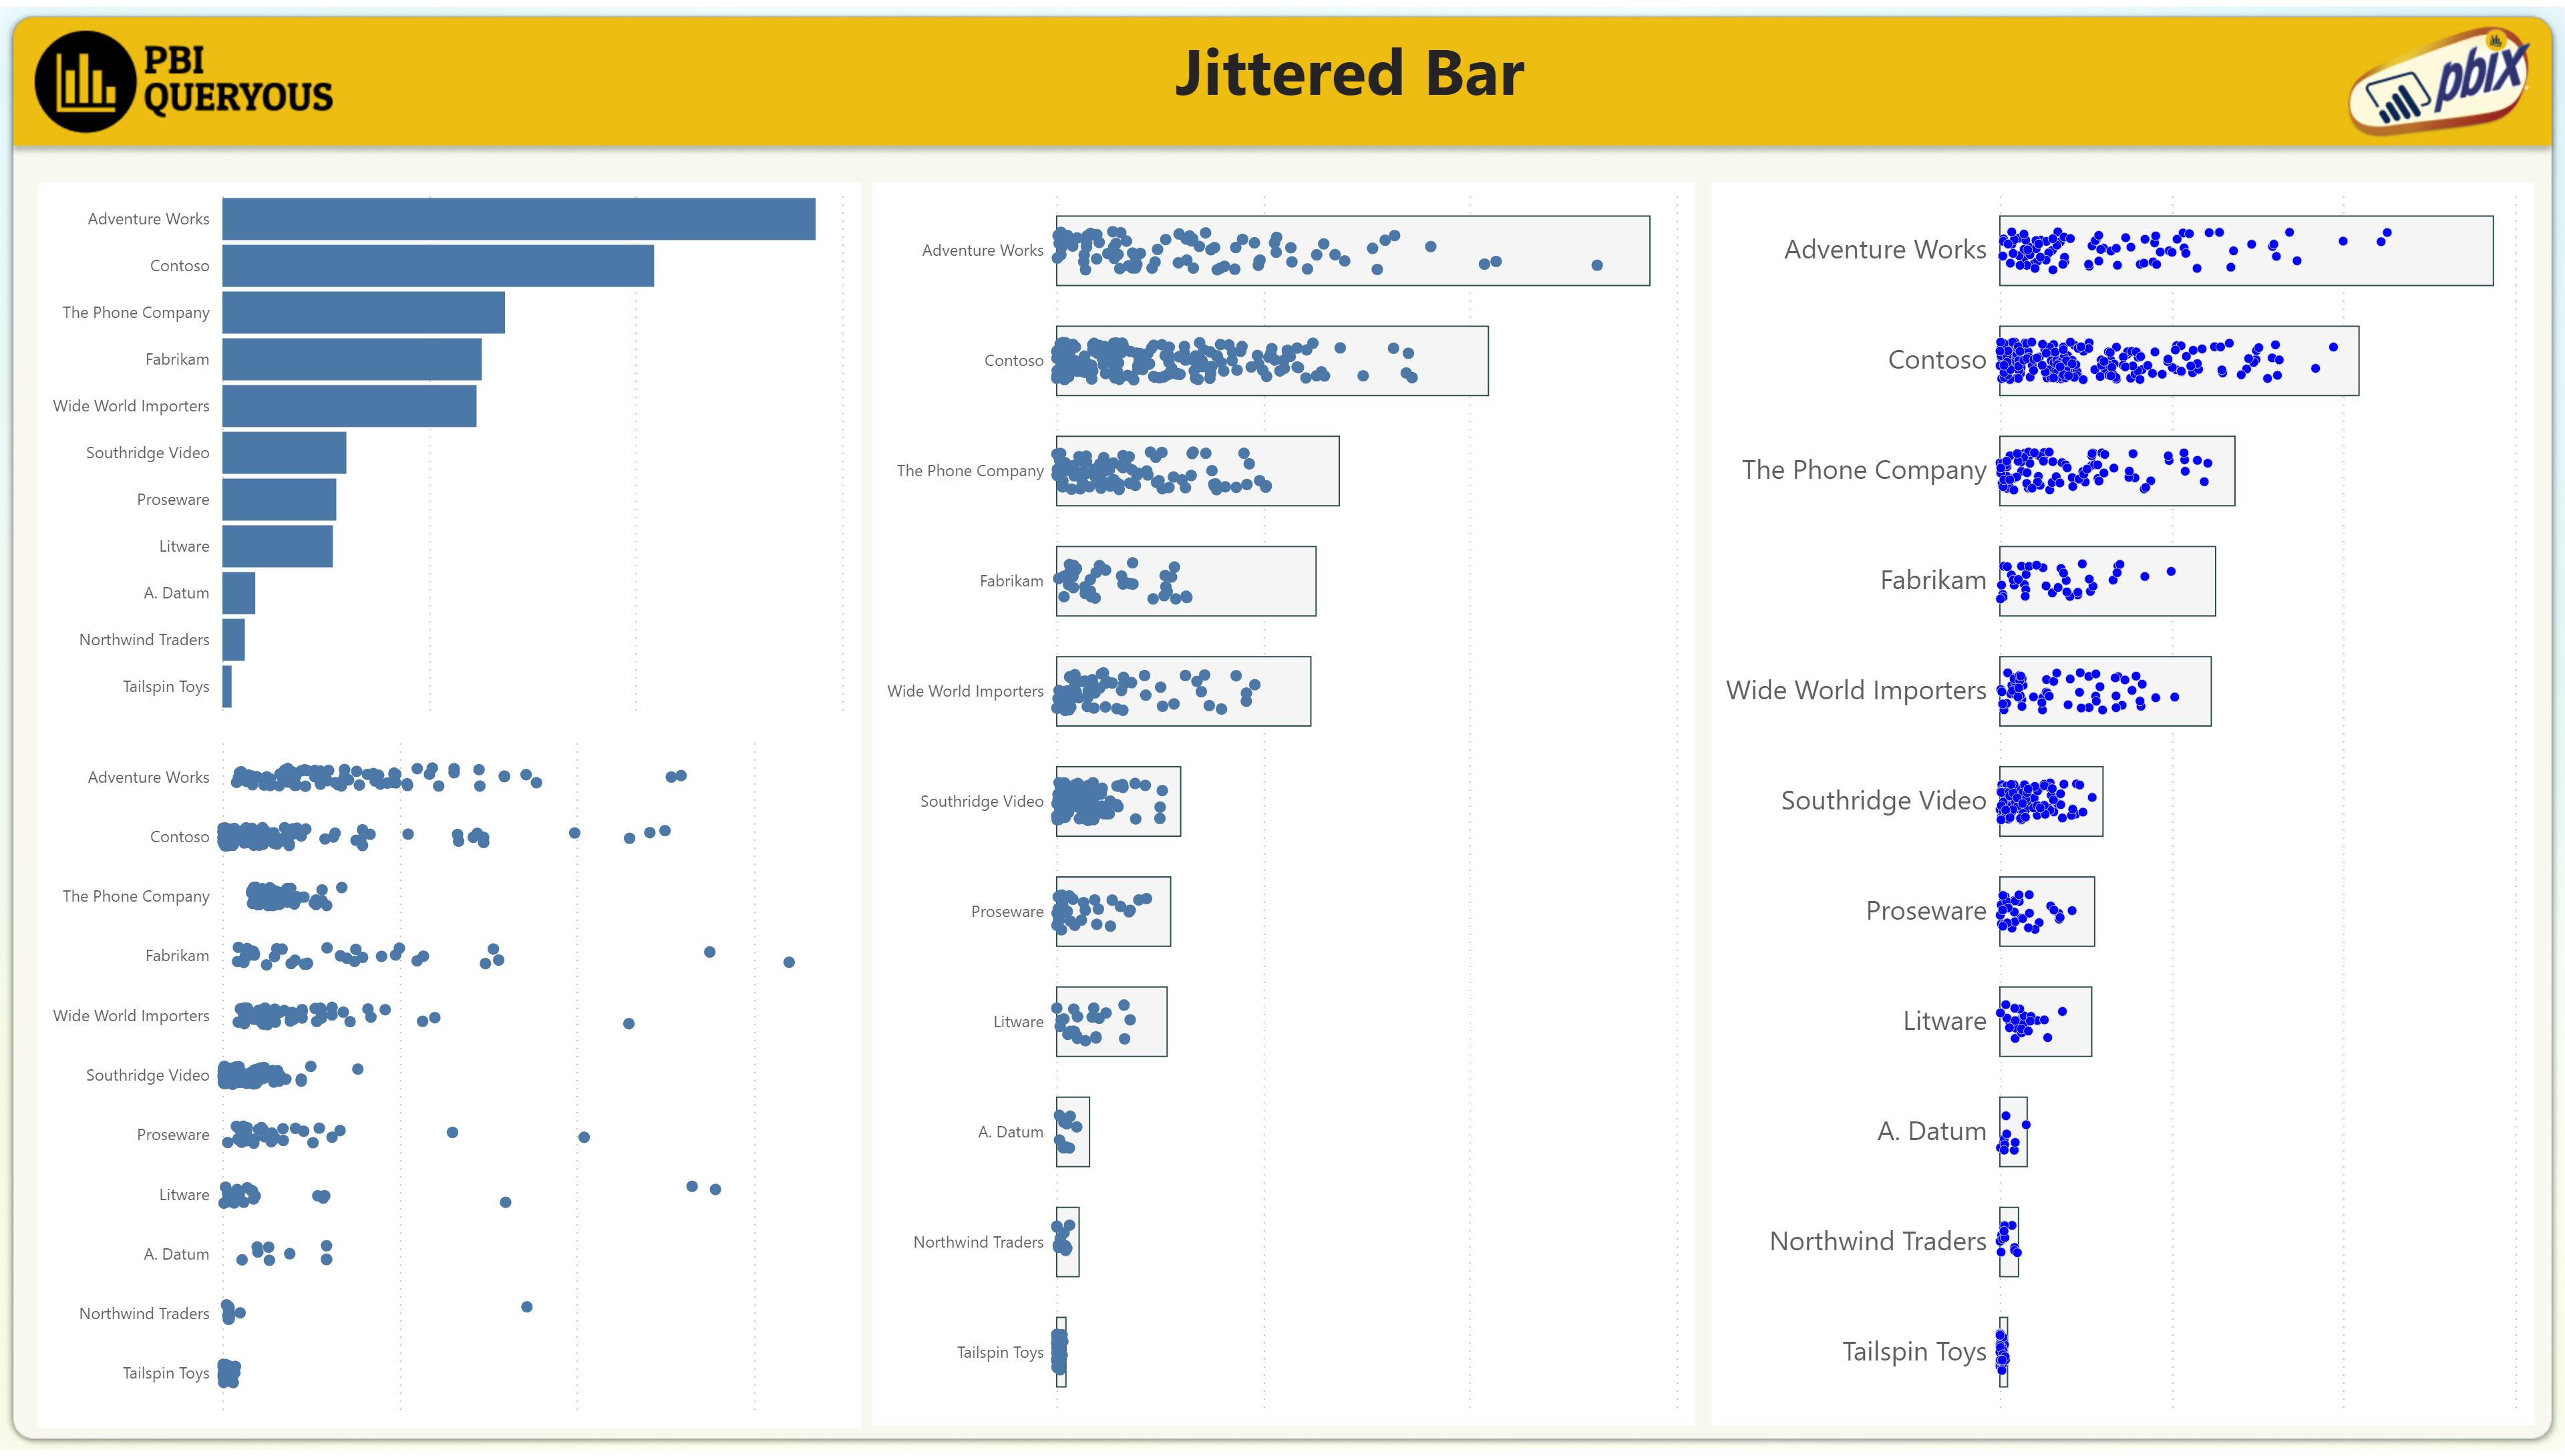 PBI
QUERYOUS
Jittered Bar
pbix
Adventure Works
Contoso
The Phone Company
Fabrikam
Wide World Importers
Southridge Video
Proseware
Litware
A. Datum
Northwind Traders
Tailspin Toys
Adventure Works
Contoso
The Phone Company
Fabrikam
Wide World Importers
Southridge Video
Proseware
Litware
A. Datum
Northwind Traders
Tailspin Toys
Adventure Works
Contoso
The Phone Company
Fabrikam
Wide World Importers
Southridge Video
Proseware
Litware
A. Datum
Northwind Traders
Tailspin Toys
Adventure Works
Contoso
The Phone Company
Fabrikam
Wide World Importers
Southridge Video
Proseware
Litware
A. Datum
Northwind Traders
Tailspin Toys